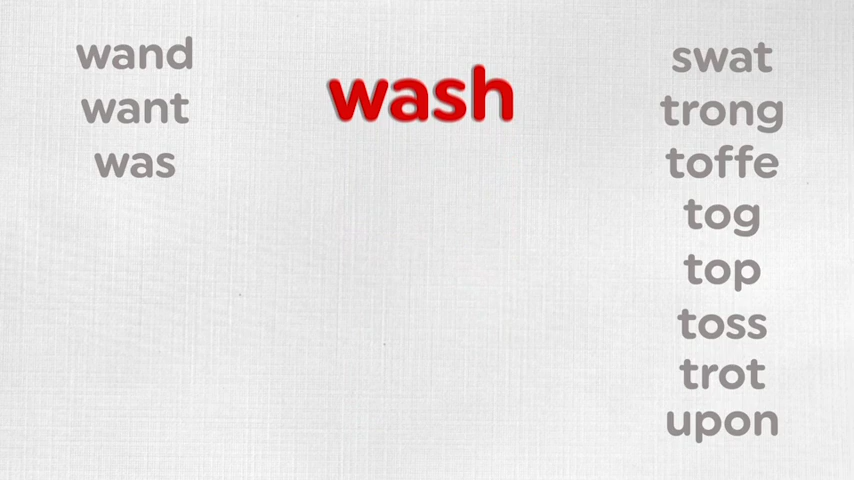 wand
want
was
wash
swat
trong
toffe
tog
top
toss
trot
upon